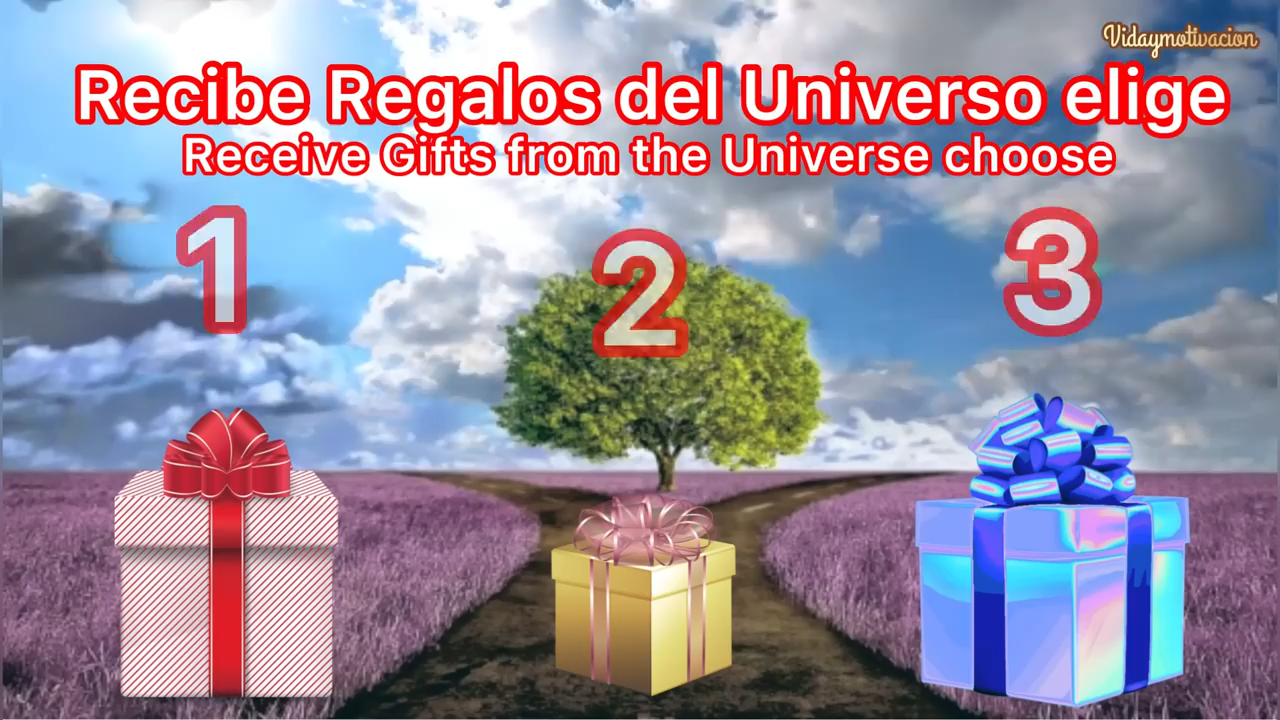 Vidaymotivacion
Recibe Regalos del Universo elige
Receive Gifts from the Universe choose
1 2 3